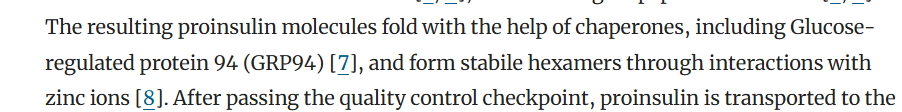 The resulting proinsulin molecules fold with the help of chaperones, including Glucose-
regulated protein 94 (GRP94) [7], and form stabile hexamers through interactions with
zinc ions [8]. After passing the quality control checkpoint, proinsulin is transported to the